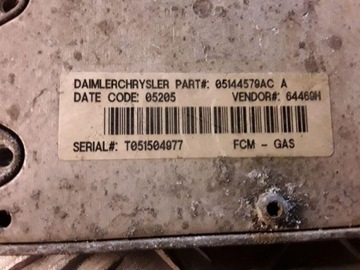 DAIMLERCHRYSLER PART#: 05144579AC A
DATE CODE: 05205 VENDOR#: 64469H
SERIAL#: T051504977 FCM - GAS